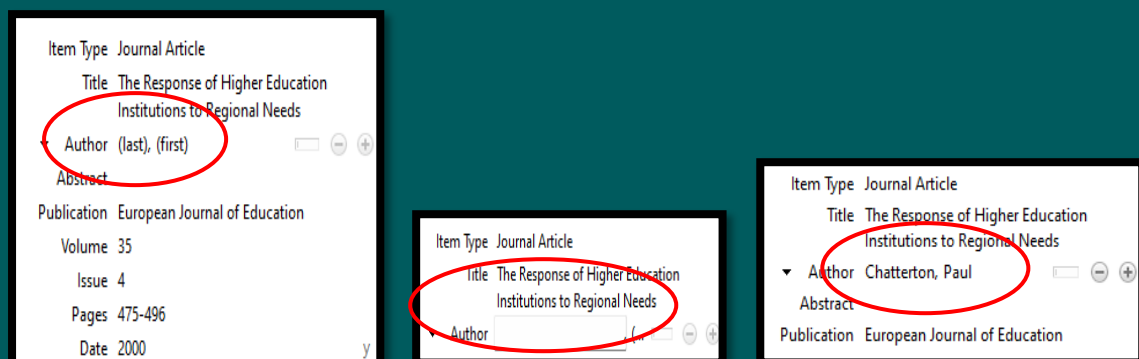 Item Type Journal Article
Title The Response of Higher Education
Institutions to Regional Needs
Author (last), (first)
Abstract
Publication European Journal of Education
Volume 35
Issue 4
Pages 475-496
Date 2000 y
Item Type Journal Article
Title The Response of Higher Education
Institutions to Regional Needs
Author , (...
Item Type Journal Article
Title The Response of Higher Education
Institutions to Regional Needs
Author Chatterton, Paul
Abstract
Publication European Journal of Education